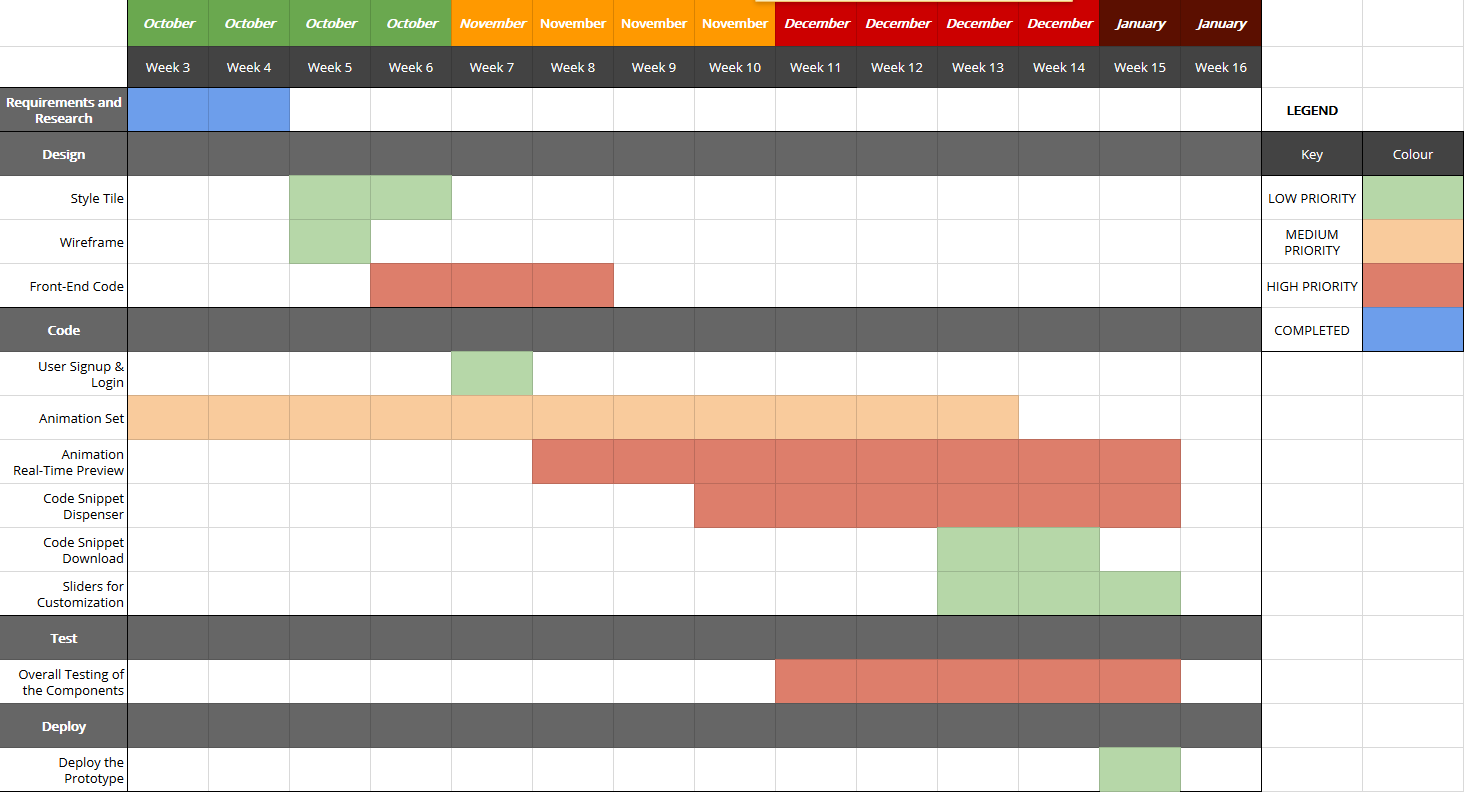 October October October October November November November November December December December December January January
Week 3 Week 4 Week 5 Week 6 Week 7 Week 8 Week 9 Week 10 Week 11 Week 12 Week 13 Week 14 Week 15 Week 16
Requirements and
Research
LEGEND
Design
Key Colour
Style Tile
LOW PRIORITY
Wireframe
MEDIUM
PRIORITY
Front-End Code
HIGH PRIORITY
Code
COMPLETED
User Signup &
Login
Animation Set
Animation
Real-Time Preview
Code Snippet
Dispenser
Code Snippet
Download
Sliders for
Customization
Test
Overall Testing of
the Components
Deploy
Deploy the
Prototype